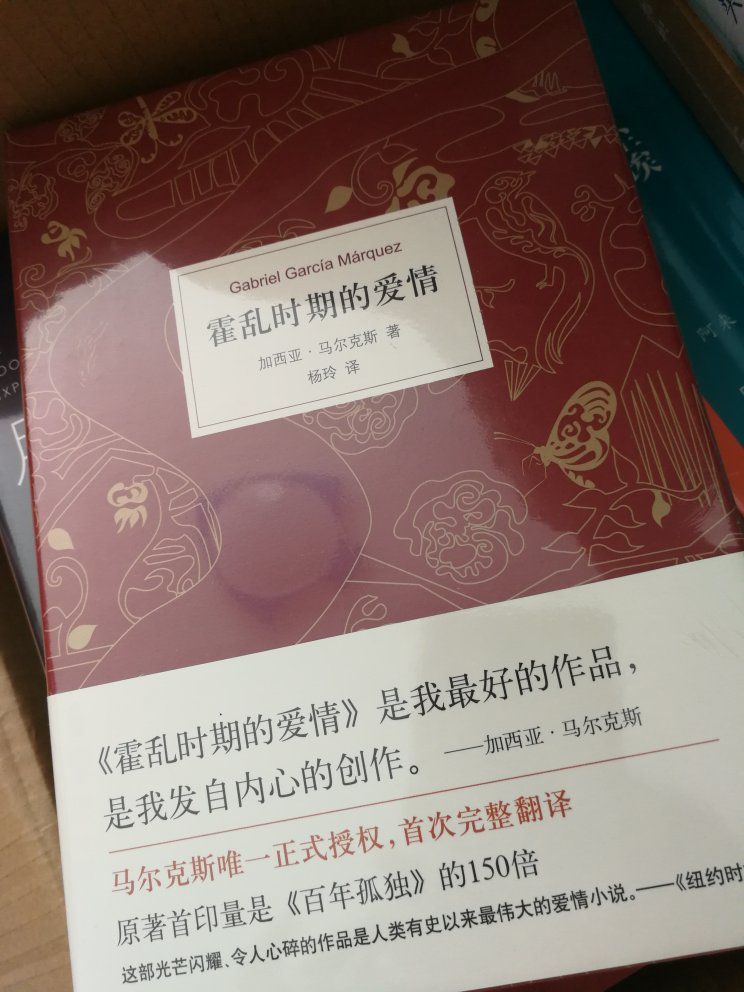 Gabriel García Márquez
霍乱时期的爱情
加西亚·马尔克斯 著
杨玲 译
《霍乱时期的爱情》是我最好的作品，
是我发自内心的创作。 ——加西亚·马尔克斯
马尔克斯唯一正式授权，首次完整翻译
原著首印量是《百年孤独》的150倍
这部光芒闪耀、令人心碎的作品是人类有史以来最伟大的爱情小说。——《纽约时
阿来